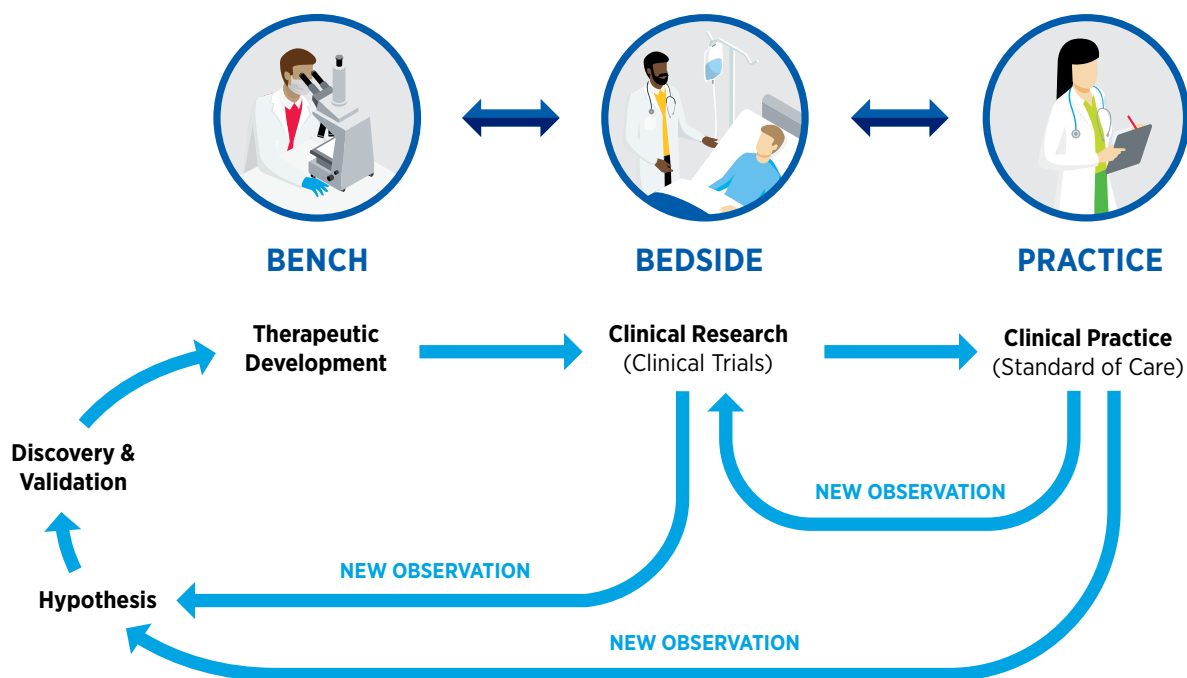 BENCH
BEDSIDE
PRACTICE
Therapeutic
Development
Clinical Research
(Clinical Trials)
Clinical Practice
(Standard of Care)
Discovery &
Validation
NEW OBSERVATION
NEW OBSERVATION
Hypothesis
NEW OBSERVATION